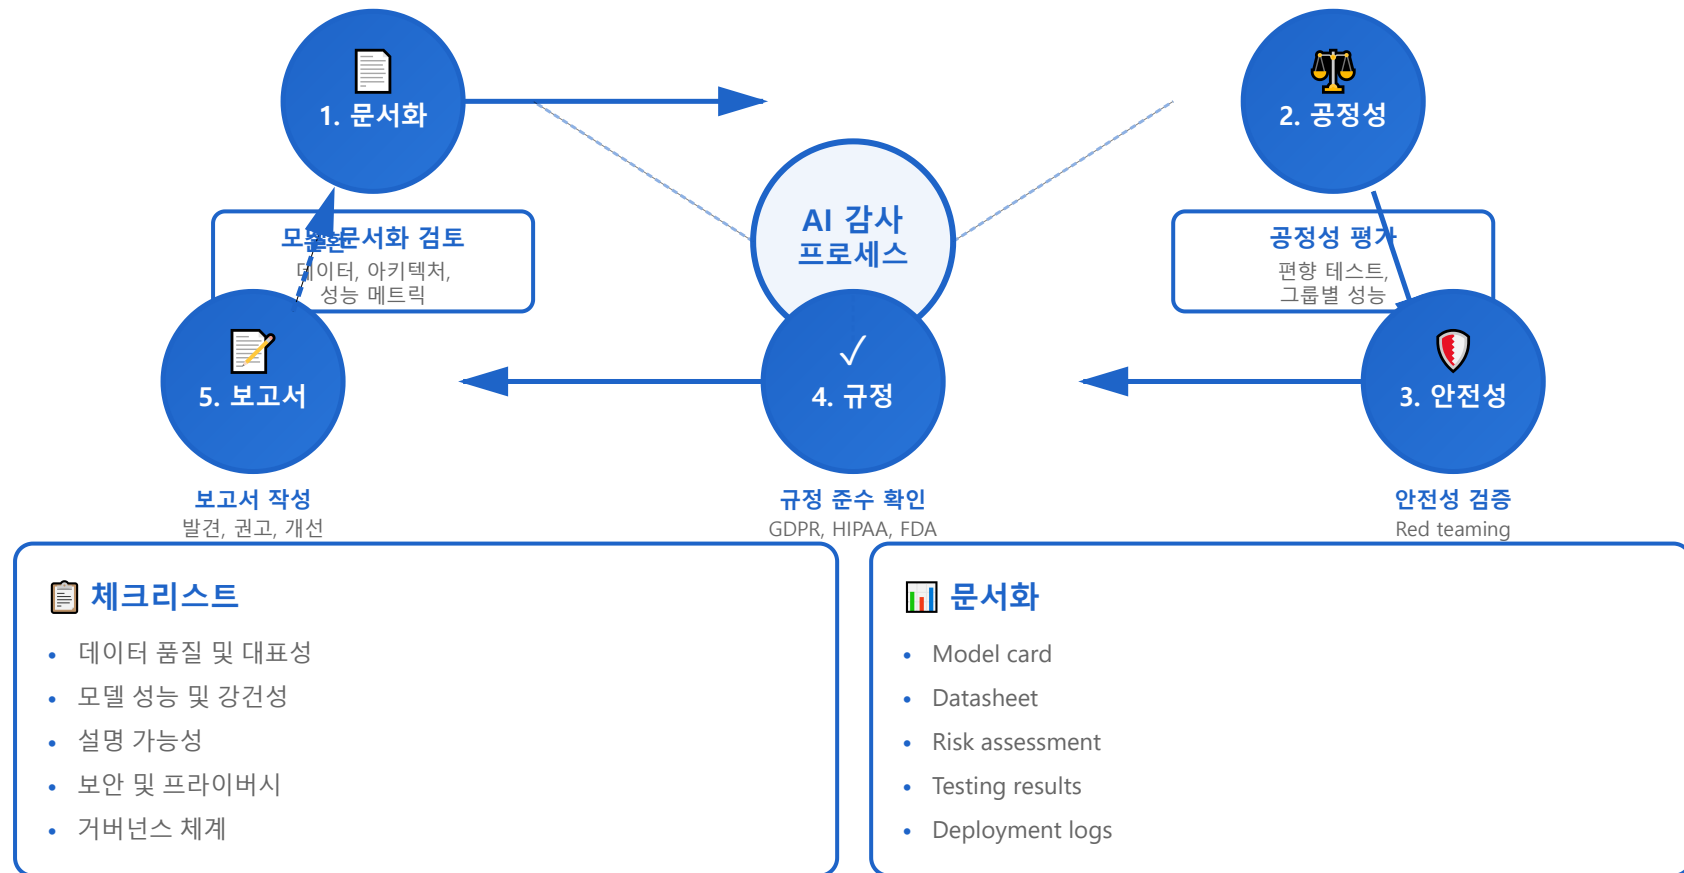 1. 문서화
2. 공정성
AI 감사
프로세스
모델 문서화 검토
순환
데이터, 아키텍처,
성능 메트릭
공정성 평가
편향 테스트,
그룹별 성능
5. 보고서
✓
4. 규정
3. 안전성
보고서 작성
발견, 권고, 개선
규정 준수 확인
GDPR, HIPAA, FDA
안전성 검증
Red teaming
체크리스트
• 데이터 품질 및 대표성
• 모델 성능 및 강건성
• 설명 가능성
• 보안 및 프라이버시
• 거버넌스 체계
문서화
• Model card
• Datasheet
• Risk assessment
• Testing results
• Deployment logs